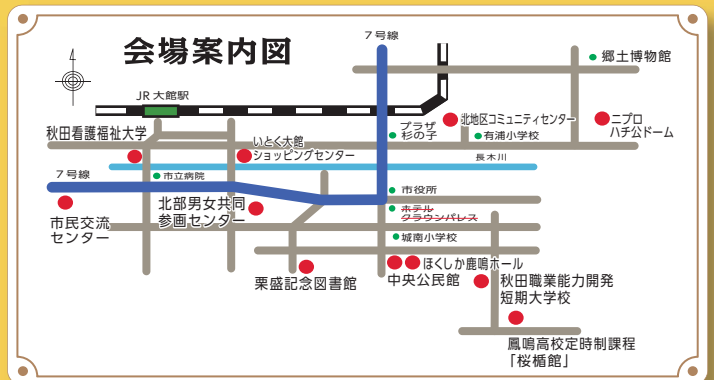 会場案内図
7号線
郷土博物館
JR 大館駅
秋田看護福祉大学
いとく大館
ショッピングセンター
プラザ
杉の子
北地区コミュニティセンター
有浦小学校
ニプロ
ハチ公ドーム
長木川
7号線
市立病院
市民交流
センター
北部男女共同
参画センター
市役所
ホテル
クラウンパレス
城南小学校
栗盛記念図書館
ほくしか鹿鳴ホール
中央公民館
秋田職業能力開発
短期大学校
鳳鳴高校定時制課程
「桜楯館」